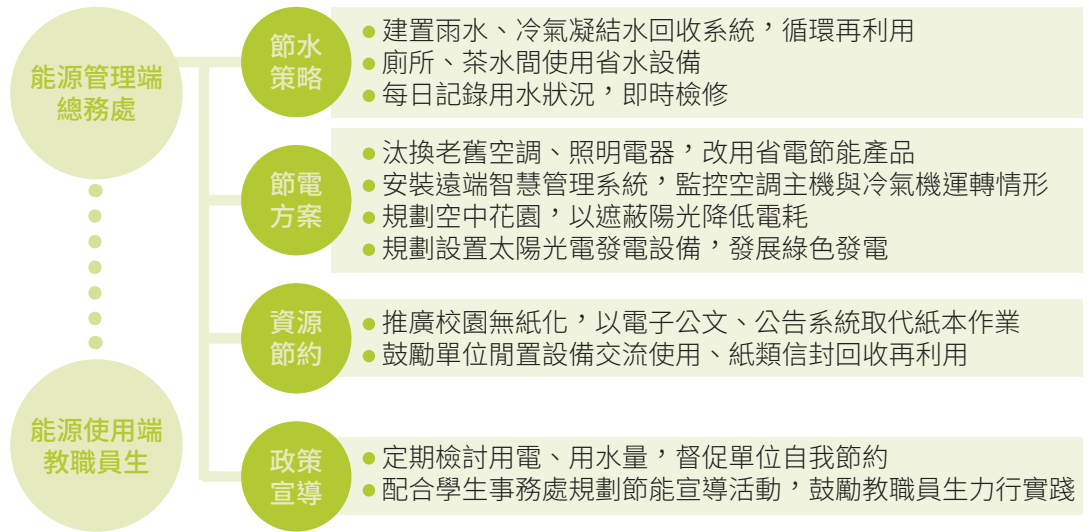 能源管理端
總務處
節水
策略
● 建置雨水、冷氣凝結水回收系統，循環再利用
● 廁所、茶水間使用省水設備
● 每日記錄用水狀況，即時檢修
節電
方案
● 汰換老舊空調、照明電器，改用省電節能產品
● 安裝遠端智慧管理系統，監控空調主機與冷氣機運轉情形
● 規劃空中花園，以遮蔽陽光降低電耗
● 規劃設置太陽光電發電設備，發展綠色發電
資源
節約
● 推廣校園無紙化，以電子公文、公告系統取代紙本作業
● 鼓勵單位閒置設備交流使用、紙類信封回收再利用
能源使用端
教職員生
政策
宣導
● 定期檢討用電、用水量，督促單位自我節約
● 配合學生事務處規劃節能宣導活動，鼓勵教職員生力行實踐